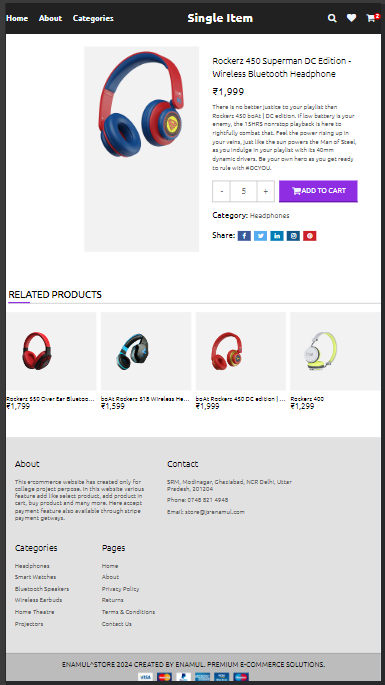 Home About Categories Single Item 2
Rockerz 450 Superman DC Edition -
Wireless Bluetooth Headphone
₹1,999
There is no better justice to your playlist than
Rockerz 450 boAt | DC edition. If low battery is your
enemy, the 15HRS nonstop playback is here to
rightfully combat that. Feel the power rising up in
your veins, just like the sun powers the Man of Steel,
as you indulge in your playlist with its 40mm
dynamic drivers. Be your own hero as you get ready
to rule with #DCYOU.
- 5 + ADD TO CART
Category: Headphones
Share:
RELATED PRODUCTS
Rockerz 550 Over Ear Bluetoo...
₹1,799
boAt Rockerz 518 Wireless He...
₹1,599
boAt Rockerz 450 DC edition | ...
₹1,999
Rockerz 400
₹1,299
About
This ecommerce website has created only for
college project perpose. In this website various
feature add like select product, add product in
cart, buy product and many more. Here accept
payment feature also available through stripe
payment getways.
Contact
SRM, Modinagar, Ghaziabad, NCR Delhi, Utter
Pradesh, 201204
Phone: 0748 821 4945
Email: store@jsrenamul.com
Categories
Headphones
Smart Watches
Bluetooth Speakers
Wireless Earbuds
Home Theatre
Projectors
Pages
Home
About
Privacy Policy
Returns
Terms & Conditions
Contact Us
ENAMUL^STORE 2024 CREATED BY ENAMUL. PREMIUM E-COMMERCE SOLUTIONS.
VISA PayPal